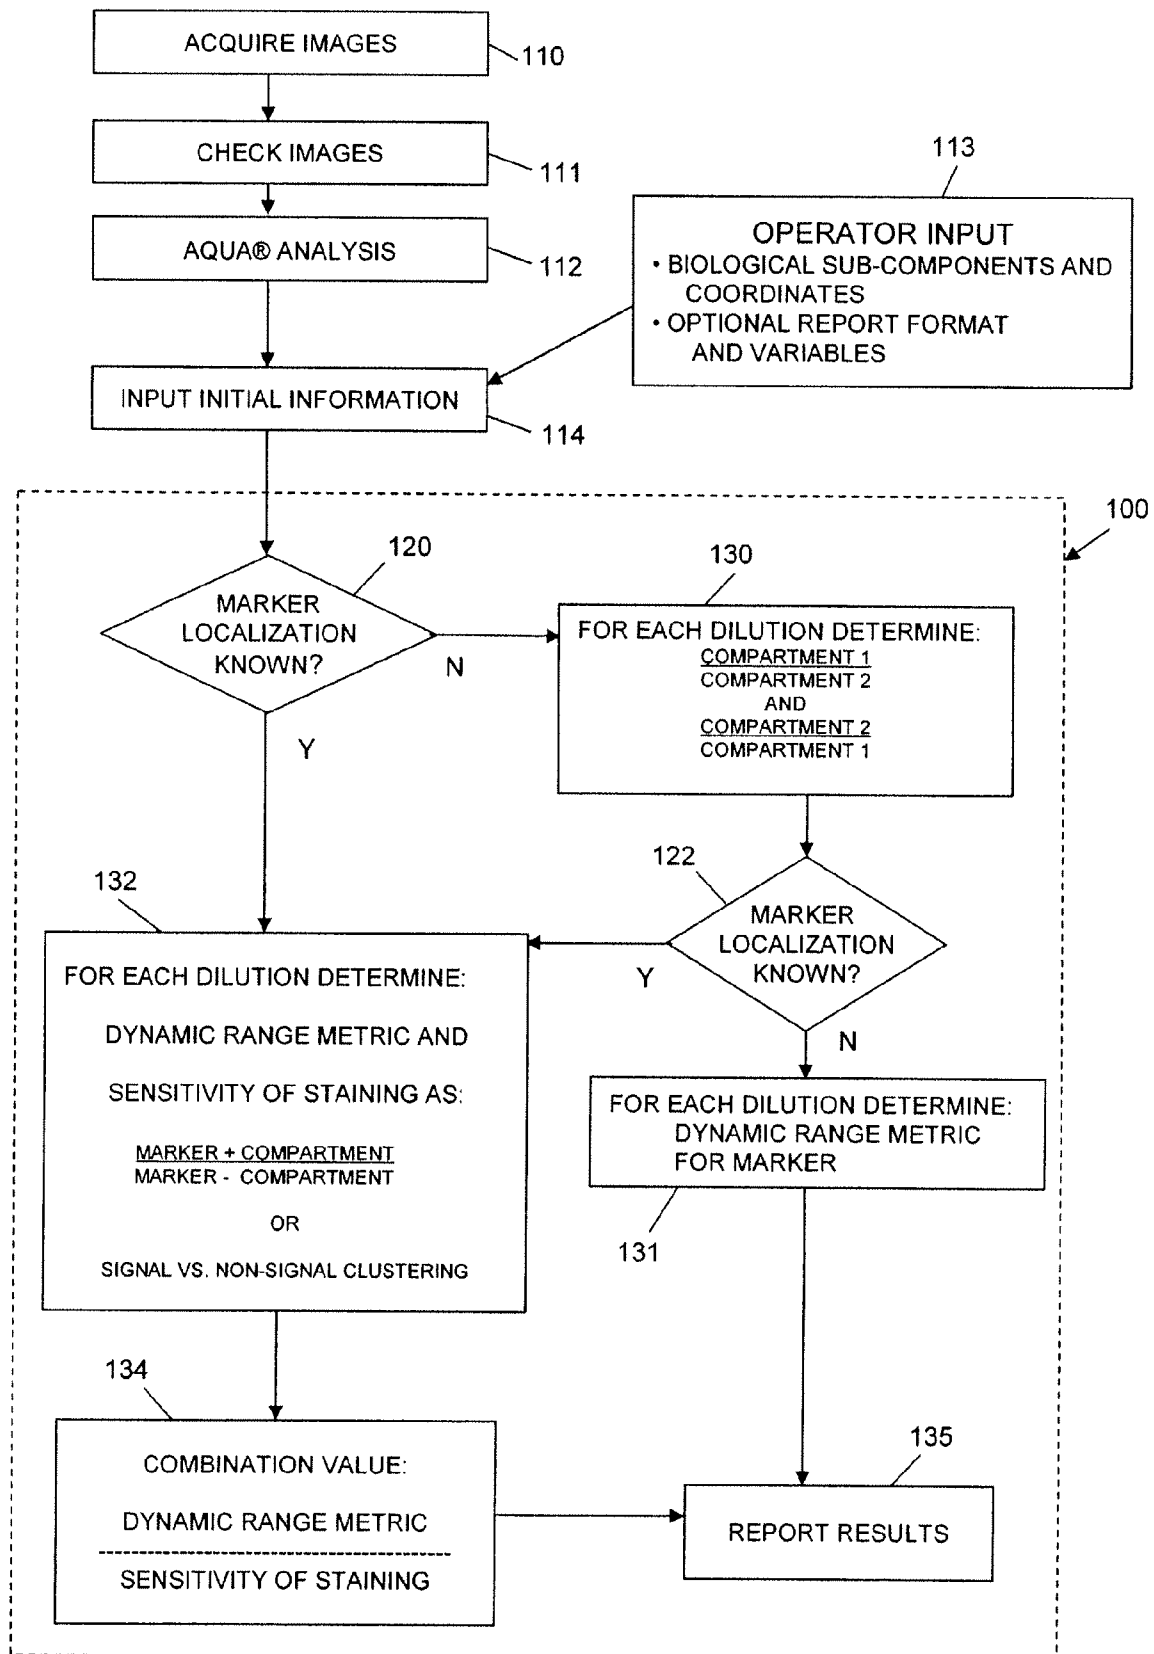 ACQUIRE IMAGES
110
CHECK IMAGES
111
AQUA® ANALYSIS
112
113
OPERATOR INPUT
• BIOLOGICAL SUB-COMPONENTS AND
COORDINATES
• OPTIONAL REPORT FORMAT
AND VARIABLES
INPUT INITIAL INFORMATION
114
100
120
MARKER
LOCALIZATION
KNOWN?
N
Y
130
FOR EACH DILUTION DETERMINE:
COMPARTMENT 1
COMPARTMENT 2
AND
COMPARTMENT 2
COMPARTMENT 1
122
MARKER
LOCALIZATION
KNOWN?
Y
N
132
FOR EACH DILUTION DETERMINE:
DYNAMIC RANGE METRIC AND
SENSITIVITY OF STAINING AS:
MARKER + COMPARTMENT
MARKER - COMPARTMENT
OR
SIGNAL VS. NON-SIGNAL CLUSTERING
FOR EACH DILUTION DETERMINE:
DYNAMIC RANGE METRIC
FOR MARKER
131
134
COMBINATION VALUE:
DYNAMIC RANGE METRIC
SENSITIVITY OF STAINING
135
REPORT RESULTS